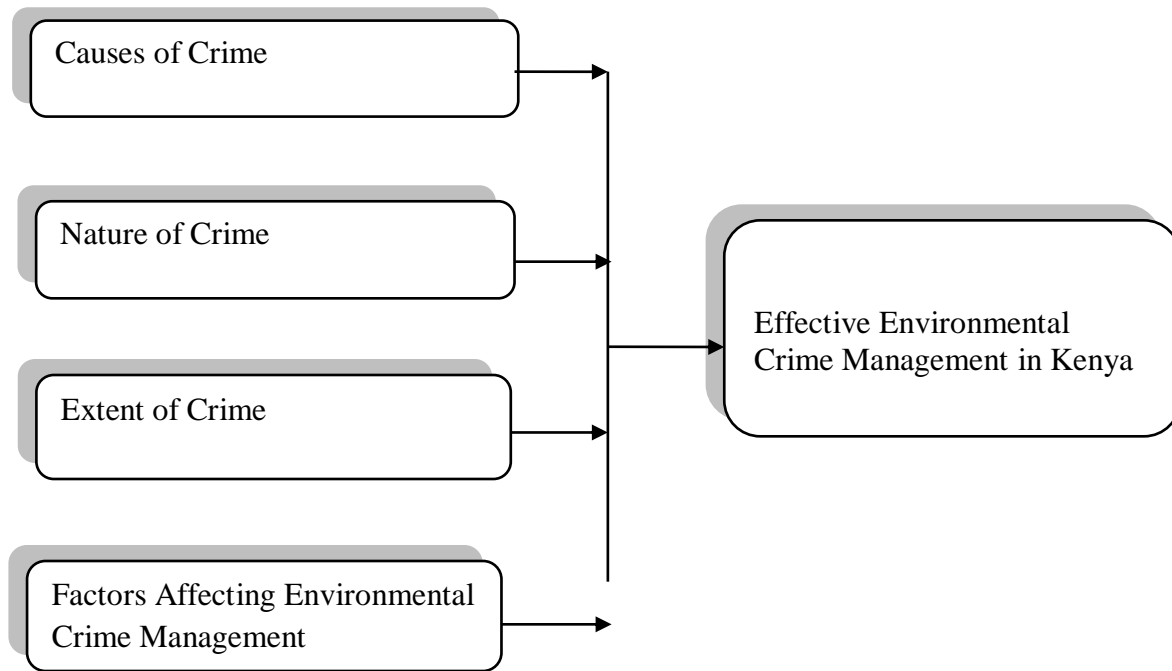 Causes of Crime
Nature of Crime
Extent of Crime
Factors Affecting Environmental
Crime Management
Effective Environmental
Crime Management in Kenya